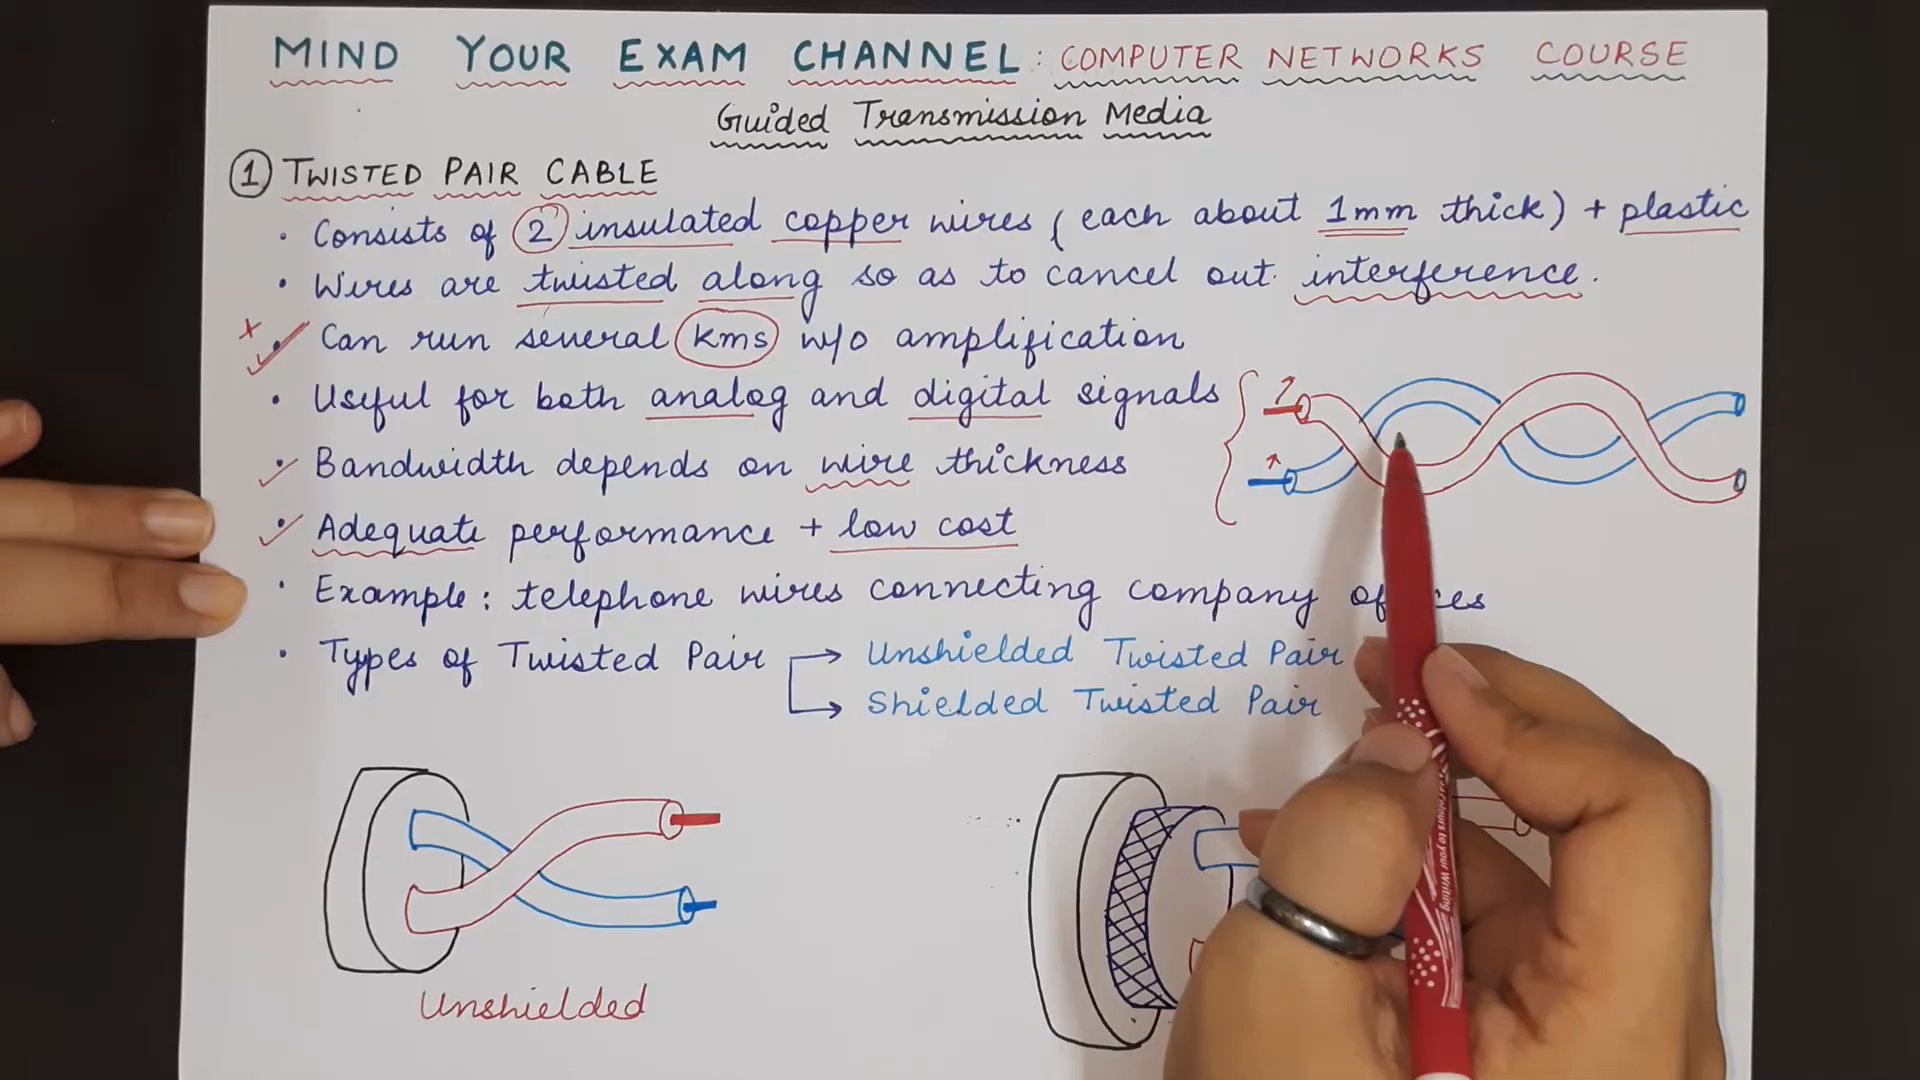 MIND YOUR EXAM CHANNEL : COMPUTER NETWORKS COURSE
Guided Transmission Media
1 TWISTED PAIR CABLE
• Consists of 2 insulated copper wires ( each about 1mm thick ) + plastic
• Wires are twisted along so as to cancel out interference.
• Can run several kms w/o amplification
• Useful for both analog and digital signals
• Bandwidth depends on wire thickness
• Adequate performance + low cost
• Example : telephone wires connecting company
• Types of Twisted Pair → Unshielded Twisted Pair
→ Shielded Twisted Pair
Unshielded